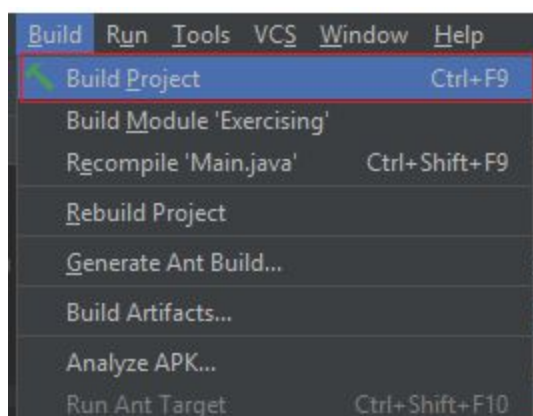 Build Run Tools VCS Window Help
Build Project Ctrl+F9
Build Module 'Exercising'
Recompile 'Main.java' Ctrl+Shift+F9
Rebuild Project
Generate Ant Build...
Build Artifacts...
Analyze APK...
Run Ant Target Ctrl+Shift+F10